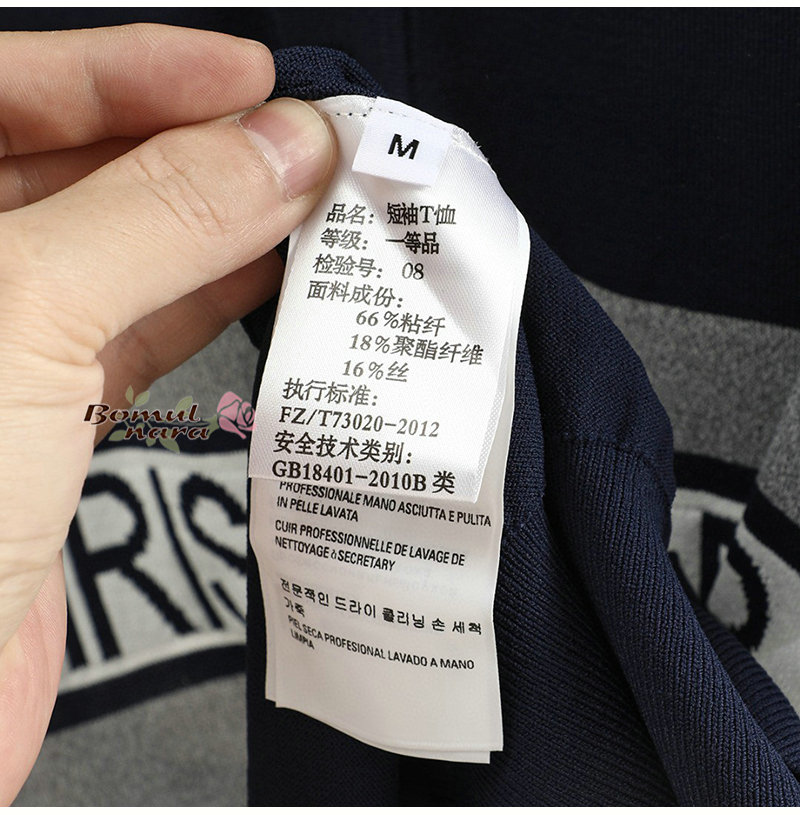 M
品名：短袖T恤
等级：一等品
检验号：08
面料成份：
66%粘纤
18%聚酯纤维
16%丝
执行标准：
FZ/T73020-2012
安全技术类别：
GB18401-2010B 类
PROFESSIONALE MANO ASCIUTTA E PULITA
IN PELLE LAVATA
CUIR PROFESSIONNELLE DE LAVAGE DE
NETTOYAGE à SECRETARY
전문적인 드라이 클리닝 손 세척
가죽
PIEL SECA PROFESIONAL LAVADO A MANO
LIMPIA
Bomul
nara